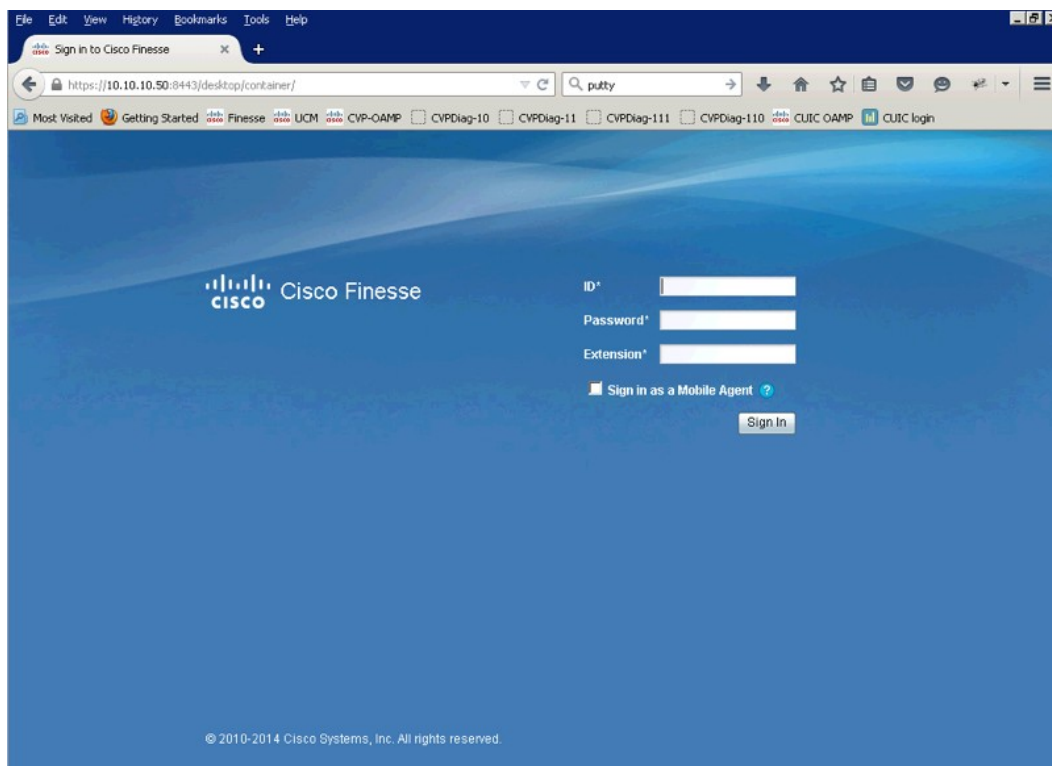 File Edit View History Bookmarks Tools Help
Sign in to Cisco Finesse
https://10.10.10.50:8443/desktop/container/
putty
Most Visited Getting Started Finesse UCM CVP-OAMP CVPDiag-10 CVPDiag-11 CVPDiag-111 CVPDiag-110 CUIC OAMP CUIC login
CISCO Cisco Finesse
ID*
Password*
Extension*
Sign in as a Mobile Agent ?
Sign In
© 2010-2014 Cisco Systems, Inc. All rights reserved.